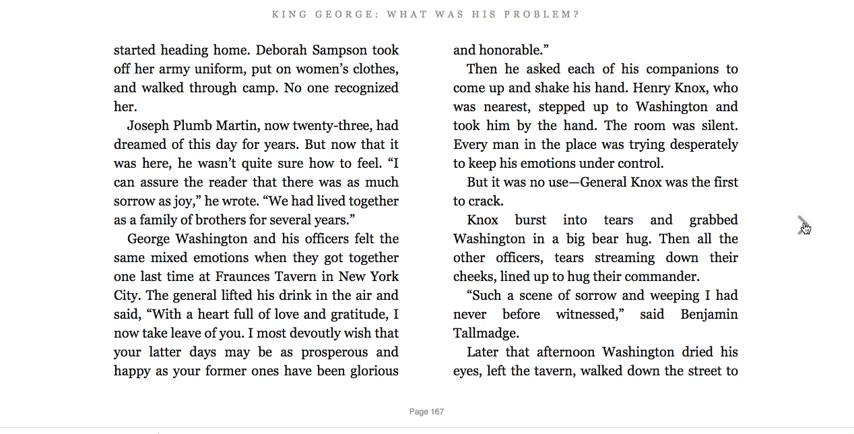 KING GEORGE: WHAT WAS HIS PROBLEM?
started heading home. Deborah Sampson took
off her army uniform, put on women’s clothes,
and walked through camp. No one recognized
her.
Joseph Plumb Martin, now twenty-three, had
dreamed of this day for years. But now that it
was here, he wasn’t quite sure how to feel. “I
can assure the reader that there was as much
sorrow as joy,” he wrote. “We had lived together
as a family of brothers for several years.”
George Washington and his officers felt the
same mixed emotions when they got together
one last time at Fraunces Tavern in New York
City. The general lifted his drink in the air and
said, “With a heart full of love and gratitude, I
now take leave of you. I most devoutly wish that
your latter days may be as prosperous and
happy as your former ones have been glorious
and honorable.”
Then he asked each of his companions to
come up and shake his hand. Henry Knox, who
was nearest, stepped up to Washington and
took him by the hand. The room was silent.
Every man in the place was trying desperately
to keep his emotions under control.
But it was no use—General Knox was the first
to crack.
Knox burst into tears and grabbed
Washington in a big bear hug. Then all the
other officers, tears streaming down their
cheeks, lined up to hug their commander.
“Such a scene of sorrow and weeping I had
never before witnessed,” said Benjamin
Tallmadge.
Later that afternoon Washington dried his
eyes, left the tavern, walked down the street to
Page 167